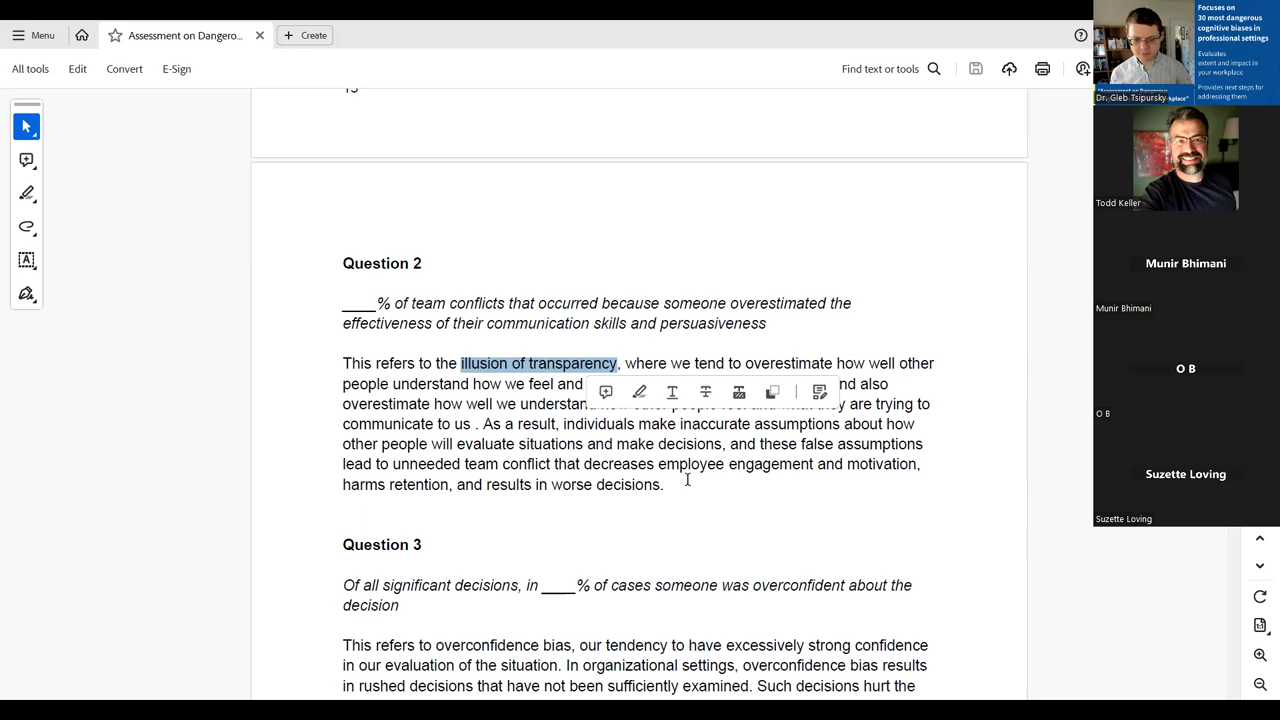 Menu
Assessment on Dangero...
Create
All tools
Edit
Convert
E-Sign
Find text or tools
Question 2
____% of team conflicts that occurred because someone overestimated the
effectiveness of their communication skills and persuasiveness
This refers to the illusion of transparency, where we tend to overestimate how well other
people understand how we feel and
nd also
overestimate how well we understand
they are trying to
communicate to us . As a result, individuals make inaccurate assumptions about how
other people will evaluate situations and make decisions, and these false assumptions
lead to unneeded team conflict that decreases employee engagement and motivation,
harms retention, and results in worse decisions.
Question 3
Of all significant decisions, in ____% of cases someone was overconfident about the
decision
This refers to overconfidence bias, our tendency to have excessively strong confidence
in our evaluation of the situation. In organizational settings, overconfidence bias results
in rushed decisions that have not been sufficiently examined. Such decisions hurt the
Focuses on
30 most dangerous
cognitive biases in
professional settings
Evaluates
extent and impact in
your workplace
Provides next steps for
addressing them
Dr. Gleb Tsipursky
Todd Keller
Munir Bhimani
Munir Bhimani
O B
O B
Suzette Loving
Suzette Loving